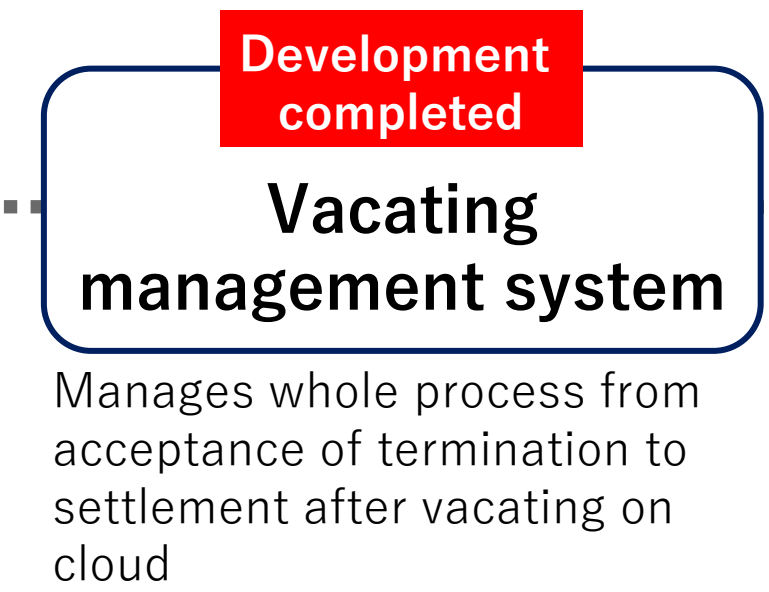 Development
completed
Vacating
management system
Manages whole process from
acceptance of termination to
settlement after vacating on
cloud